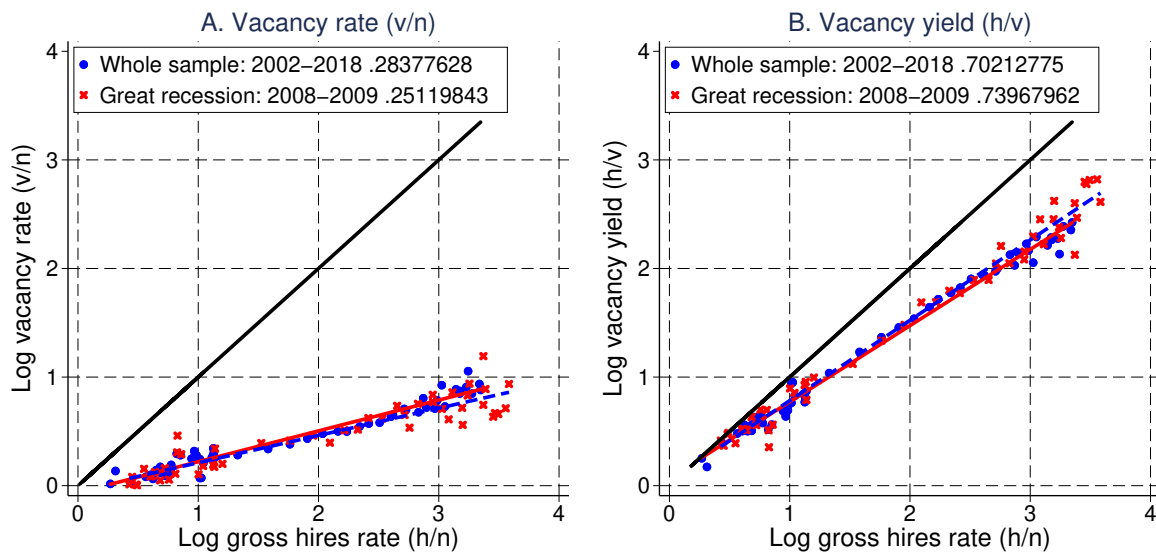 A. Vacancy rate (v/n)
Whole sample: 2002−2018 .28377628
Great recession: 2008−2009 .25119843
Log vacancy rate (v/n)
4
3
2
1
0
0 1 2 3 4
Log gross hires rate (h/n)
B. Vacancy yield (h/v)
Whole sample: 2002−2018 .70212775
Great recession: 2008−2009 .73967962
Log vacancy yield (h/v)
4
3
2
1
0
0 1 2 3 4
Log gross hires rate (h/n)